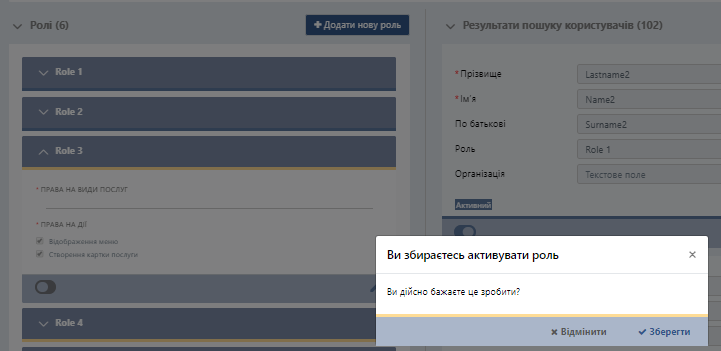 Ролі (6)
Додати нову роль
Role 1
Role 2
Role 3
* ПРАВА НА ВИДИ ПОСЛУГ
* ПРАВА НА ДІЇ
Відображення меню
Створення картки послуги
Role 4
Результати пошуку користувачів (102)
* Прізвище
Lastname2
* Ім'я
Name2
По батькові
Surname2
Роль
Role 1
Організація
Текстове поле
Активний
Ви збираєтесь активувати роль
Ви дійсно бажаєте це зробити?
Відмінити
Зберегти